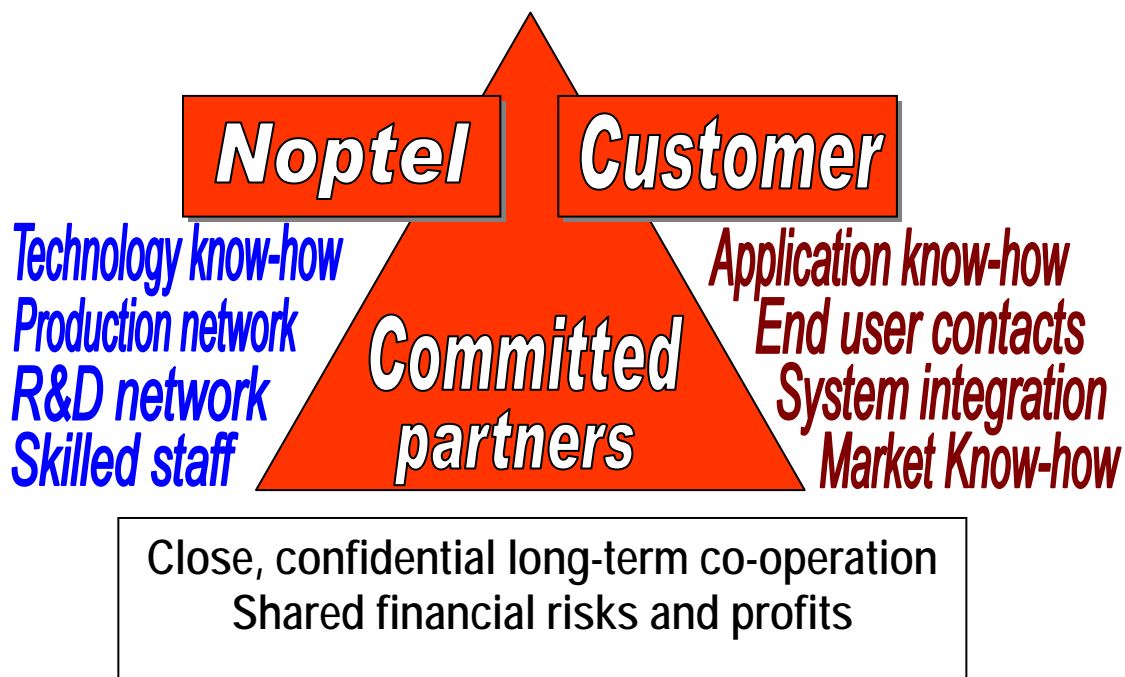 Noptel
Customer
Technology know-how
Production network
R&D network
Skilled staff
Committed
partners
Application know-how
End user contacts
System integration
Market Know-how
Close, confidential long-term co-operation
Shared financial risks and profits